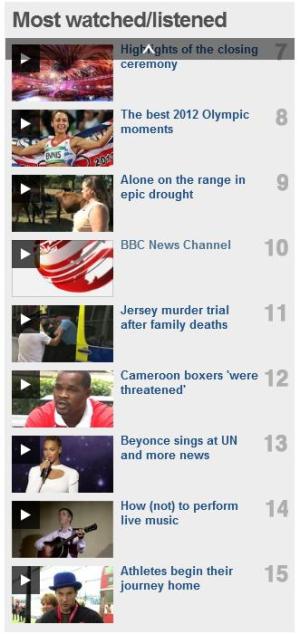 Most watched/listened
Highlights of the closing 7
ceremony
The best 2012 Olympic 8
moments
ENNIS
Alone on the range in 9
epic drought
BBC News Channel 10
Jersey murder trial 11
after family deaths
Cameroon boxers 'were 12
threatened'
Beyonce sings at UN 13
and more news
How (not) to perform 14
live music
Athletes begin their 15
journey home